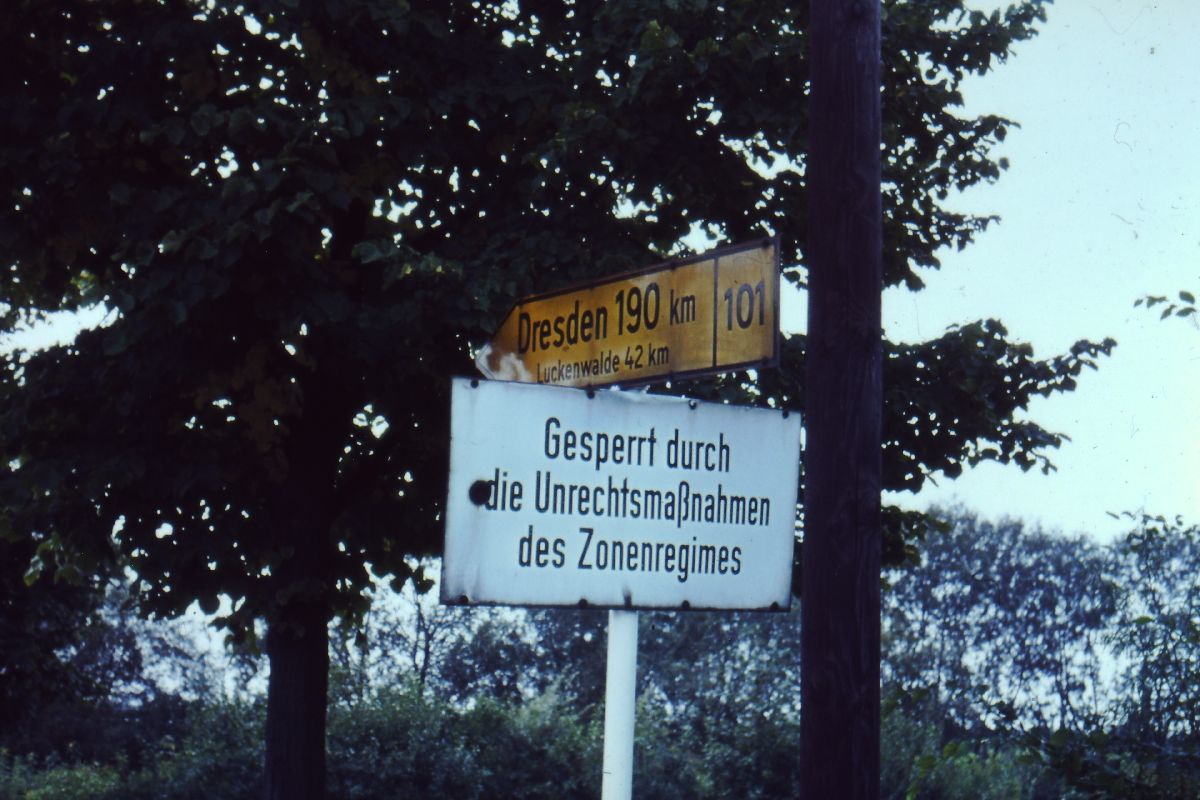 Dresden 190 km 101
Luckenwalde 42 km
Gesperrt durch
die Unrechtsmaßnahmen
des Zonenregimes